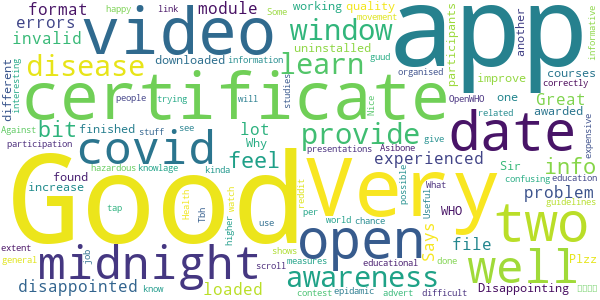 format happy link module Some working quality participants another app
errors invalid video window improve OpenWHO
disease downloaded information learn uninstalled guud movement organised courses informative
different interesting certificate correctly
people trying will studies Nice one Great awarded
Against bit finished stuff see lot provide date expensive
participation covid Why feel presentations Asibone give related
found hazardous knowlage kinda experienced Sir info
increase Good Very possible What Useful confusing education
tap Tbh Health watch reddit problem guidelines
midnight higher use open per world chance Says WHO two
extent job shows measures educational file well Plzz
general scroll awareness done
disappointed know loaded contest epidamic advert difficult Disappointing